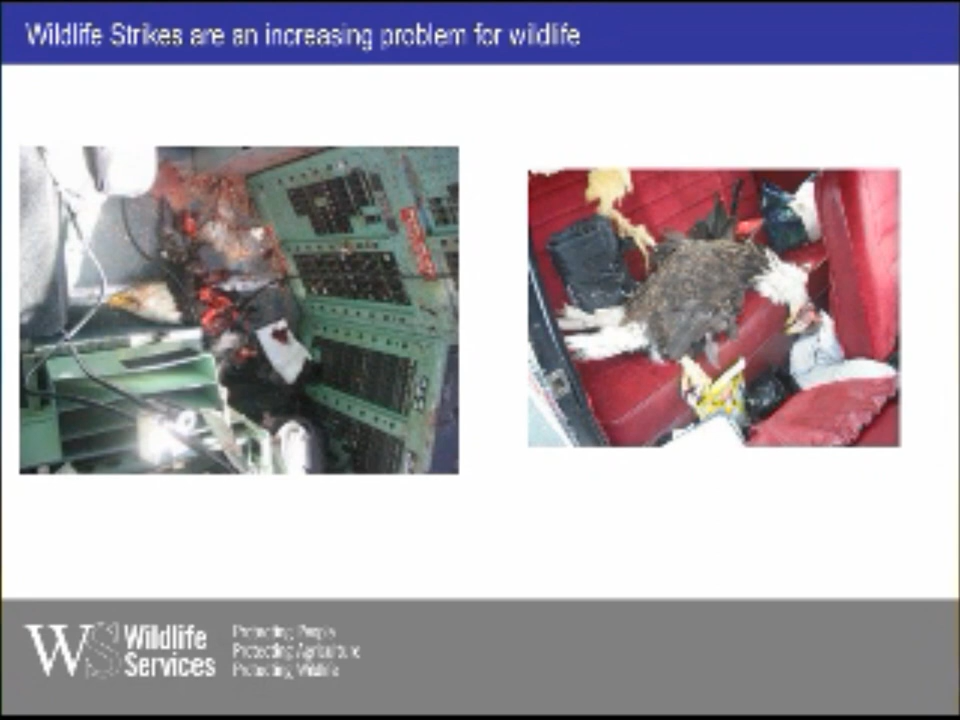 Wildlife Strikes are an increasing problem for wildlife
WS Wildlife Services
Protecting People
Protecting Agriculture
Protecting Wildlife